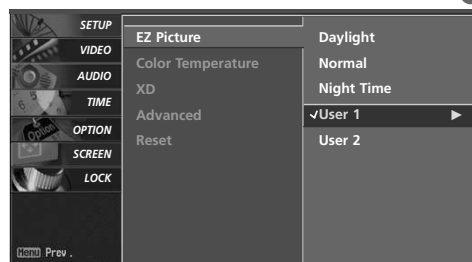 SETUP
VIDEO
AUDIO
TIME
OPTION
SCREEN
LOCK
EZ Picture
Color Temperature
XD
Advanced
Reset
Daylight
Normal
Night Time
✓User 1 ▶
User 2
Option
Menu Prev.